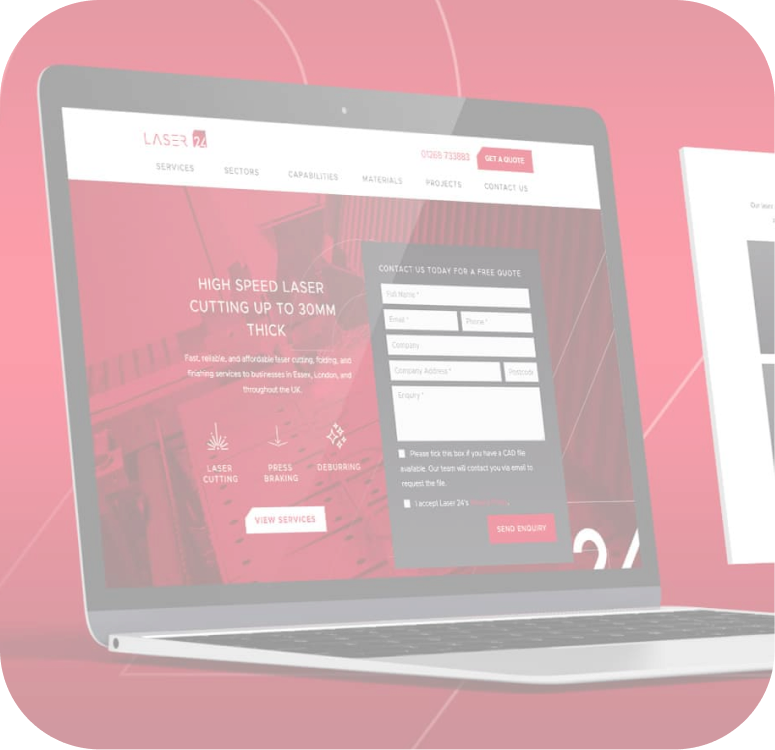 LASER 24
01268 733883
GET A QUOTE
SERVICES SECTORS CAPABILITIES MATERIALS PROJECTS CONTACT US
HIGH SPEED LASER
CUTTING UP TO 30MM
THICK
Fast, reliable, and affordable laser cutting, folding, and
finishing services to businesses in Essex, London, and
throughout the UK.
LASER
CUTTING
PRESS
BRAKING
DEBURRING
VIEW SERVICES
CONTACT US TODAY FOR A FREE QUOTE
Full Name *
Email * Phone *
Company
Company Address * Postcode
Enquiry *
Please tick this box if you have a CAD file
available. Our team will contact you via email to
request the file.
I accept Laser 24's
SEND ENQUIRY
24
Our laser